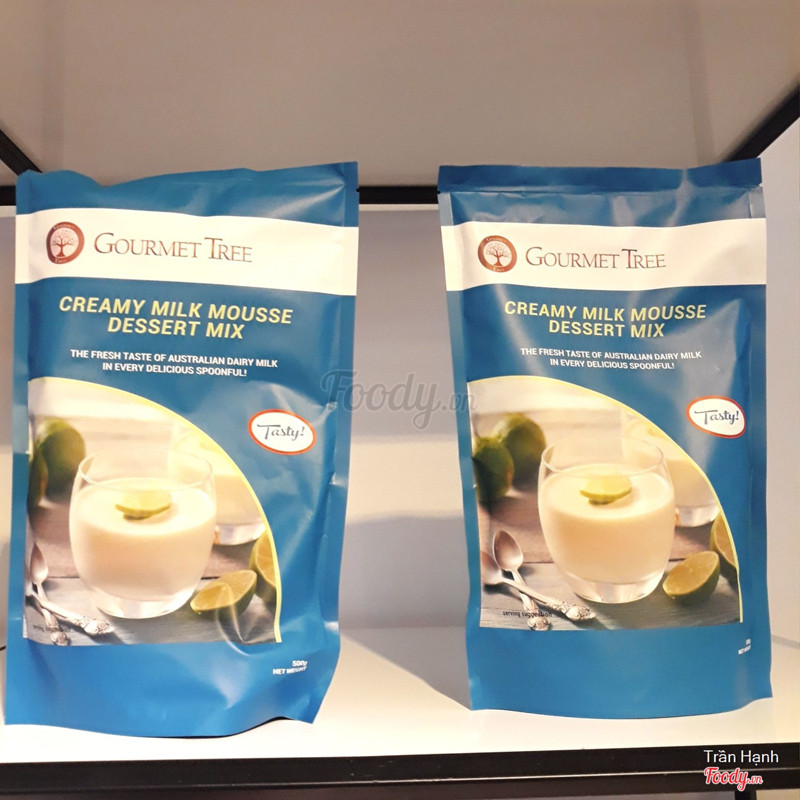 GOURMET TREE
CREAMY MILK MOUSSE
DESSERT MIX
THE FRESH TASTE OF AUSTRALIAN DAIRY MILK
IN EVERY DELICIOUS SPOONFUL!
Tasty!
500g
NET WEIGHT
GOURMET TREE
CREAMY MILK MOUSSE
DESSERT MIX
THE FRESH TASTE OF AUSTRALIAN DAIRY MILK
IN EVERY DELICIOUS SPOONFUL!
Tasty!
Foody.vn
Trần Hạnh
Foody.vn